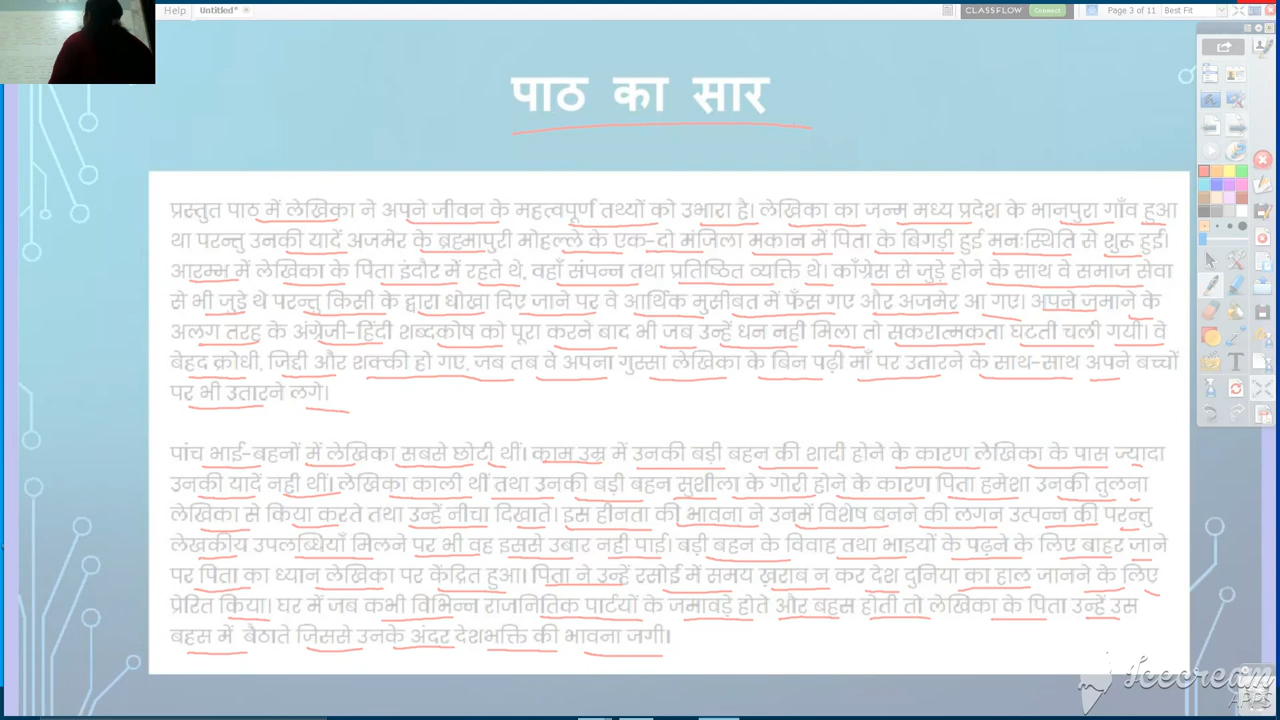 Help
Untitled*
CLASSFLOW
Connect
Page 3 of 11
Best Fit
पाठ का सार
प्रस्तुत पाठ में लेखिका ने अपने जीवन के महत्वपूर्ण तथ्यों को उभारा है। लेखिका का जन्म मध्य प्रदेश के भानपुरा गाँव हुआ
था परन्तु उनकी यादें अजमेर के ब्रह्मापुर मोहल्ले के एक-दो मंजिला मकान में पिता के बिगड़ी हुई मनःस्थिति से शुरू हुई।
आरम्भ में लेखिका के पिता इंदौर में रहते थे, वहाँ संपन्न तथा प्रतिष्ठित व्यक्ति थे। काँग्रेस से जुड़े होने के साथ वे समाज सेवा
से भी जुड़े थे परन्तु किसी के द्वारा धोखा दिए जाने पर वे आर्थिक मुसीबत में फँस गए और अजमेर आ गए। अपने जमाने के
अलग तरह के अंग्रेजी-हिंदी शब्दकोष को पूरा करने बाद भी जब उन्हें धन नही मिला तो सकरात्मकता घटती चली गयी। वे
बेहद क्रोधी, जिद्दी और शक्की हो गए, जब तब वे अपना गुस्सा लेखिका के बिन पढ़ी माँ पर उतारने के साथ-साथ अपने बच्चों
पर भी उतारने लगे।
पांच भाई-बहनों में लेखिका सबसे छोटी थीं। काम उम्र में उनकी बड़ी बहन की शादी होने के कारण लेखिका के पास ज्यादा
उनकी यादें नही थीं। लेखिका काली थीं तथा उनकी बड़ी बहन सुशीला के गोरी होने के कारण पिता हमेशा उनकी तुलना
लेखिका से किया करते तथा उन्हें नीचा दिखाते। इस हीनता की भावना ने उनमें विशेष बनने की लगन उत्पन्न की परन्तु
लेखकीय उपलब्धियाँ मिलने पर भी वह इससे उबार नही पाई। बड़ी बहन के विवाह तथा भाइयों के पढ़ने के लिए बाहर जाने
पर पिता का ध्यान लेखिका पर केंद्रित हुआ। पिता ने उन्हें रसोई में समय ख़राब न कर देश दुनिया का हाल जानने के लिए
प्रेरित किया। घर में जब कभी विभिन्न राजनितिक पार्टयों के जमावड़े होते और बहस होती तो लेखिका के पिता उन्हें उस
बहस में बैठाते जिससे उनके अंदर देशभक्ति की भावना जगी।
Icecream
APPS